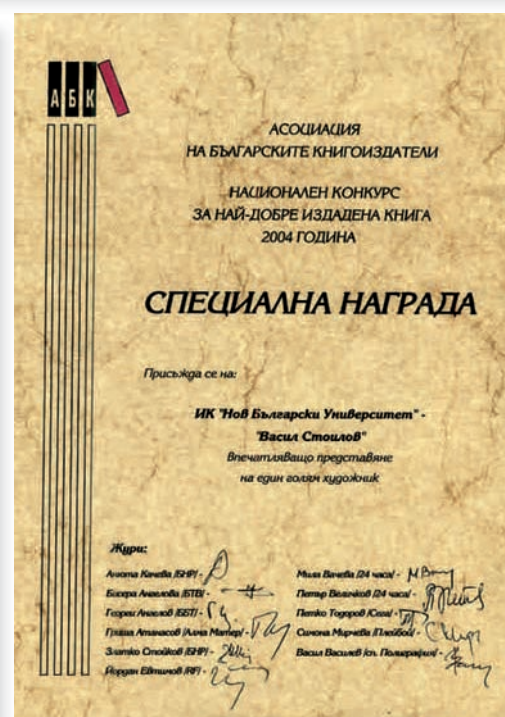 АБК
АСОЦИАЦИЯ
НА БЪЛГАРСКИТЕ КНИГОИЗДАТЕЛИ
НАЦИОНАЛЕН КОНКУРС
ЗА НАЙ-ДОБРЕ ИЗДАДЕНА КНИГА
2004 ГОДИНА
СПЕЦИАЛНА НАГРАДА
Присъжда се на:
ИК "Нов Български Университет" -
"Васил Стоилов"
Впечатляващо представяне
на един голям художник
Жури:
Анюта Качева /БНР/ -
Бисера Ангелова /БТВ/ -
Георги Ангелов /ББТ/ -
Гриша Атанасов /Алма Матер/ -
Златко Стойков /БНР/ -
Йордан Евтимов /RF/ -
Мила Вачева /24 часа/ -
Петър Величков /24 часа/ -
Петко Тодоров /Сега/ -
Симона Мирчева /Плейбой/ -
Васил Василев /сп. Полиграфия/ -